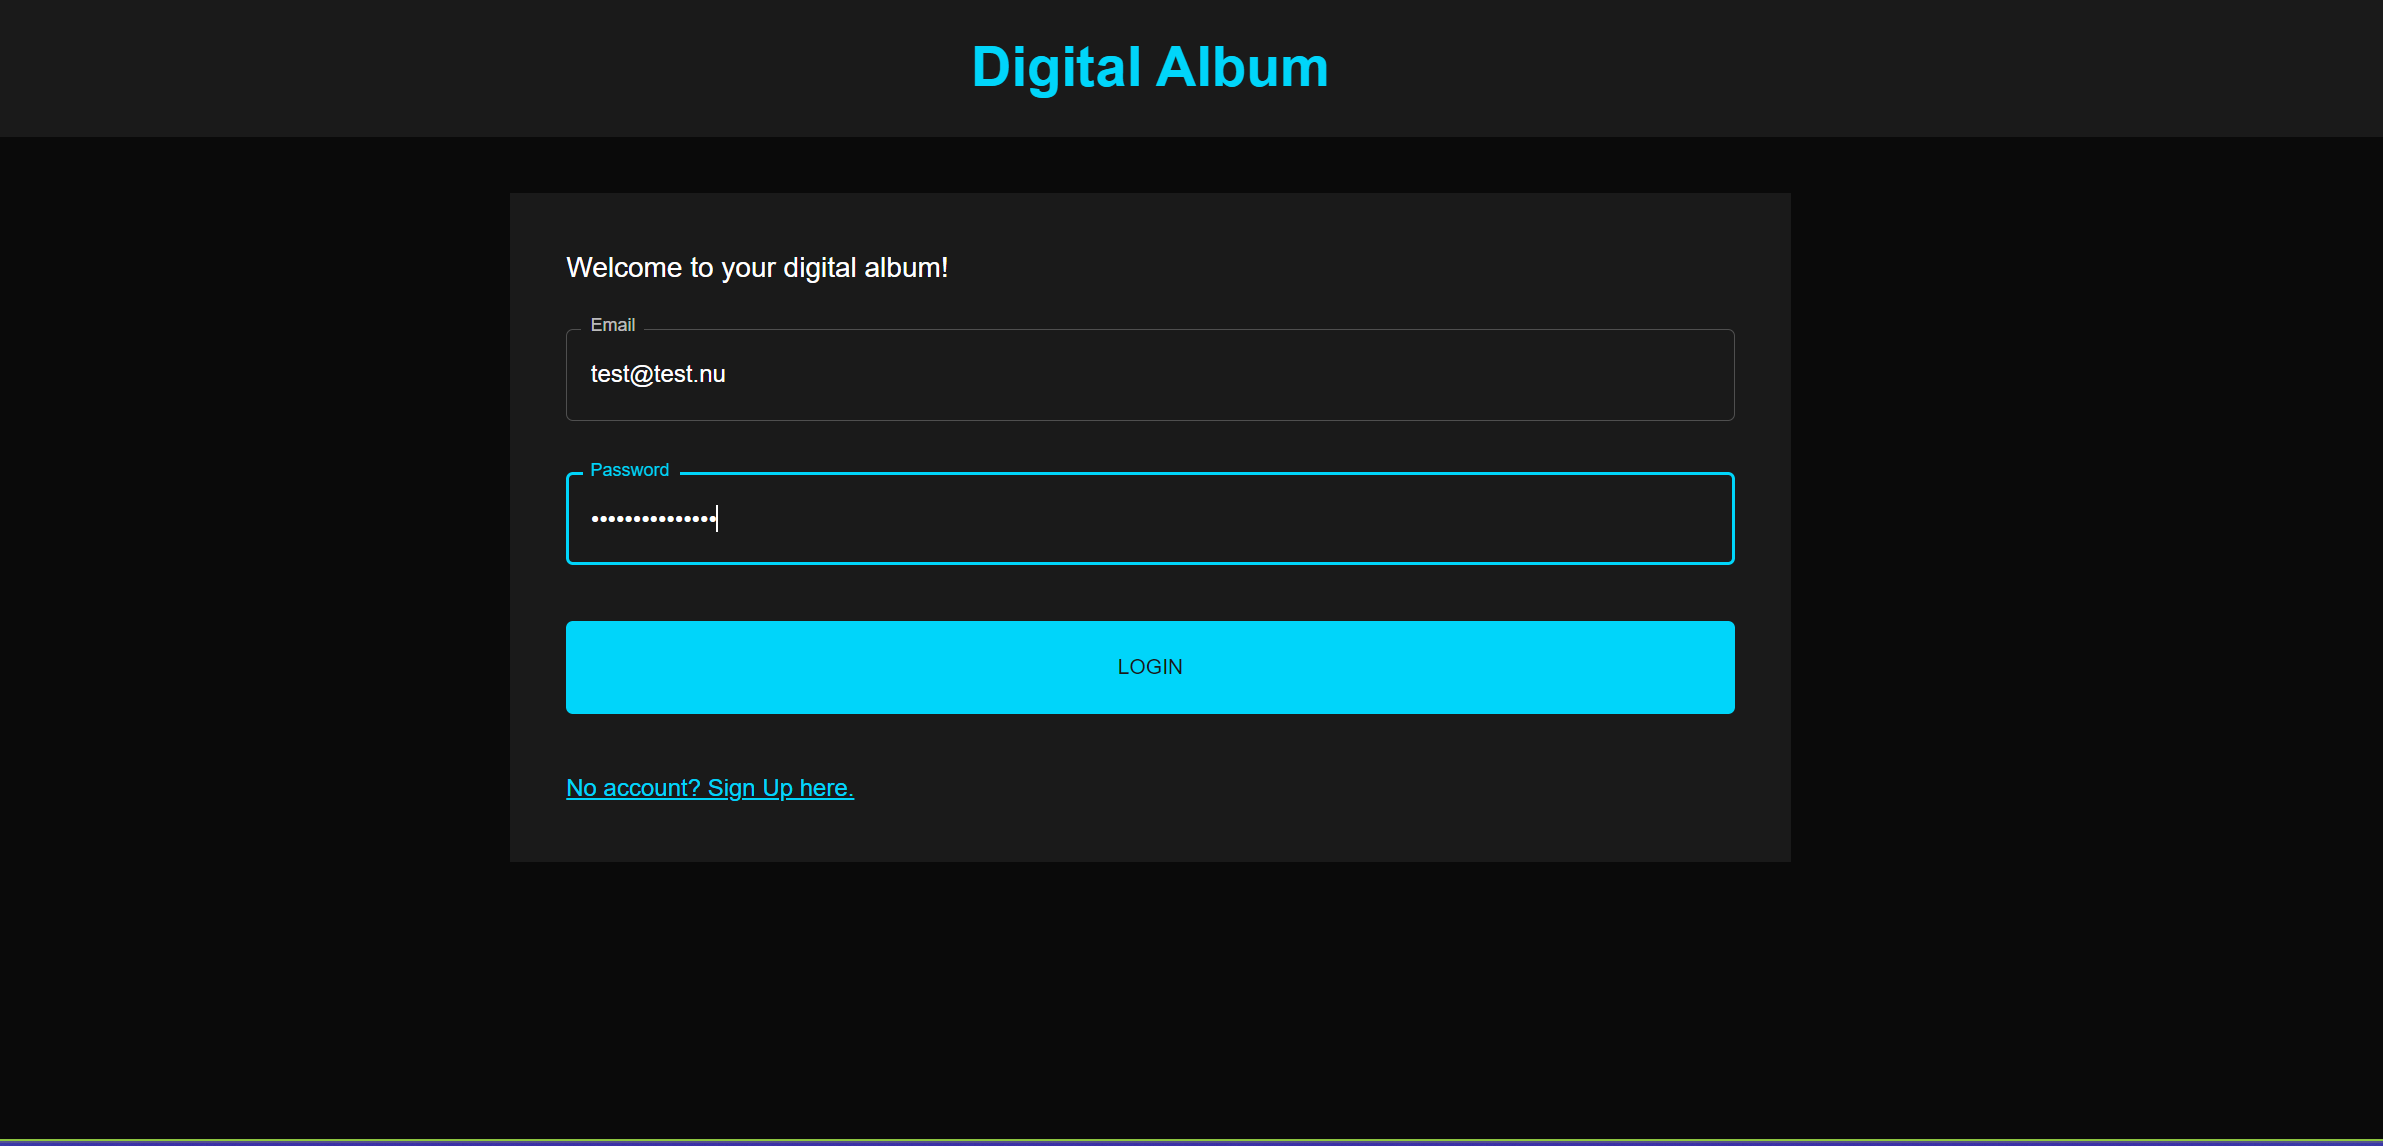 Digital Album
Welcome to your digital album!
Email
test@test.nu
Password
•••••••••••••••
LOGIN
No account? Sign Up here.